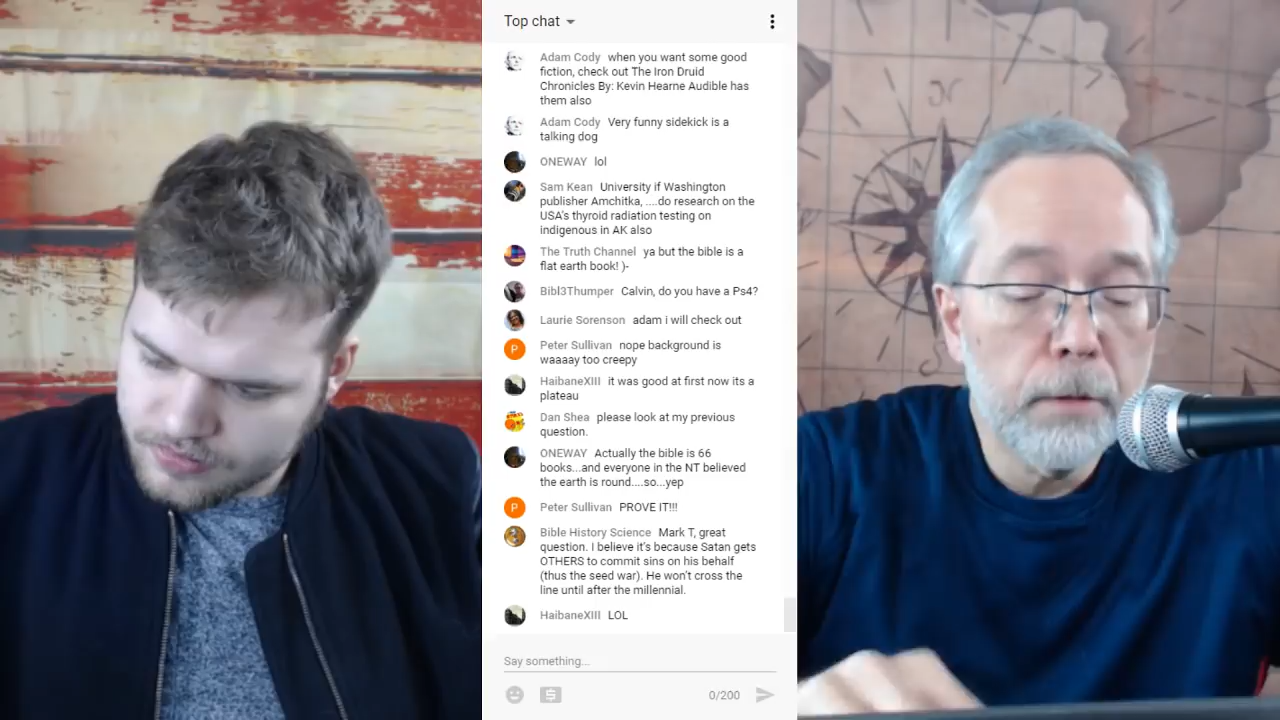 Top chat
Adam Cody when you want some good
fiction, check out The Iron Druid
Chronicles By: Kevin Hearne Audible has
them also
Adam Cody Very funny sidekick is a
talking dog
ONEWAY lol
Sam Kean University if Washington
publisher Amchitka, ....do research on the
USA's thyroid radiation testing on
indigenous in AK also
The Truth Channel ya but the bible is a
flat earth book! )-
Bibl3Thumper Calvin, do you have a Ps4?
Laurie Sorenson adam i will check out
P
Peter Sullivan nope background is
waaaay too creepy
HaibaneXIII it was good at first now its a
plateau
Dan Shea please look at my previous
question.
ONEWAY Actually the bible is 66
books...and everyone in the NT believed
the earth is round....so...yep
P
Peter Sullivan PROVE IT!!!
Bible History Science Mark T, great
question. I believe it's because Satan gets
OTHERS to commit sins on his behalf
(thus the seed war). He won't cross the
line until after the millennial.
HaibaneXIII LOL
Say something...
0/200